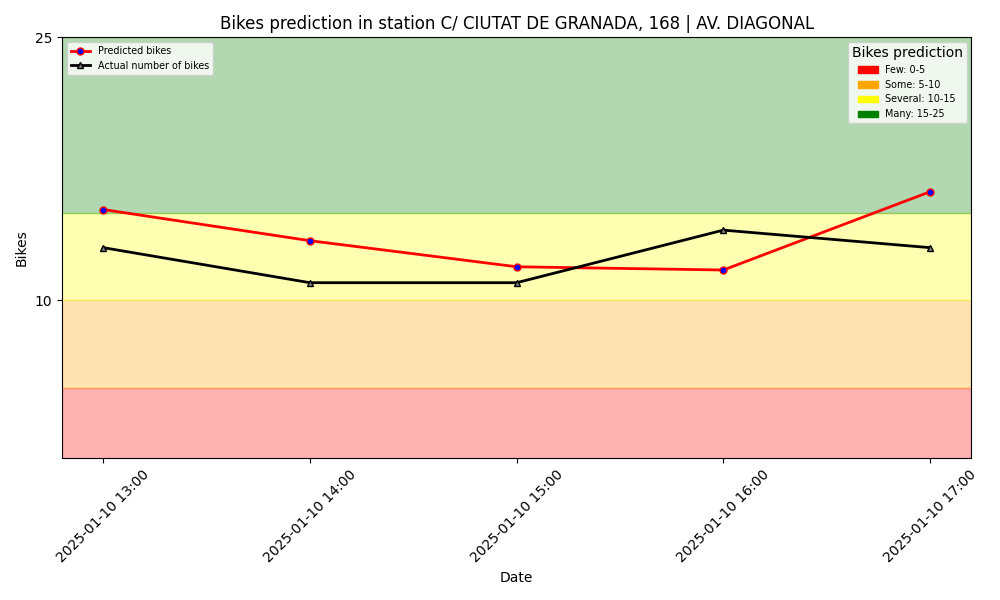 Bikes prediction in station C/ CIUTAT DE GRANADA, 168 | AV. DIAGONAL
25
Predicted bikes
Actual number of bikes
Bikes prediction
Few: 0-5
Some: 5-10
Several: 10-15
Many: 15-25
Bikes
10
2025-01-10 13:00
2025-01-10 14:00
2025-01-10 15:00
2025-01-10 16:00
2025-01-10 17:00
Date